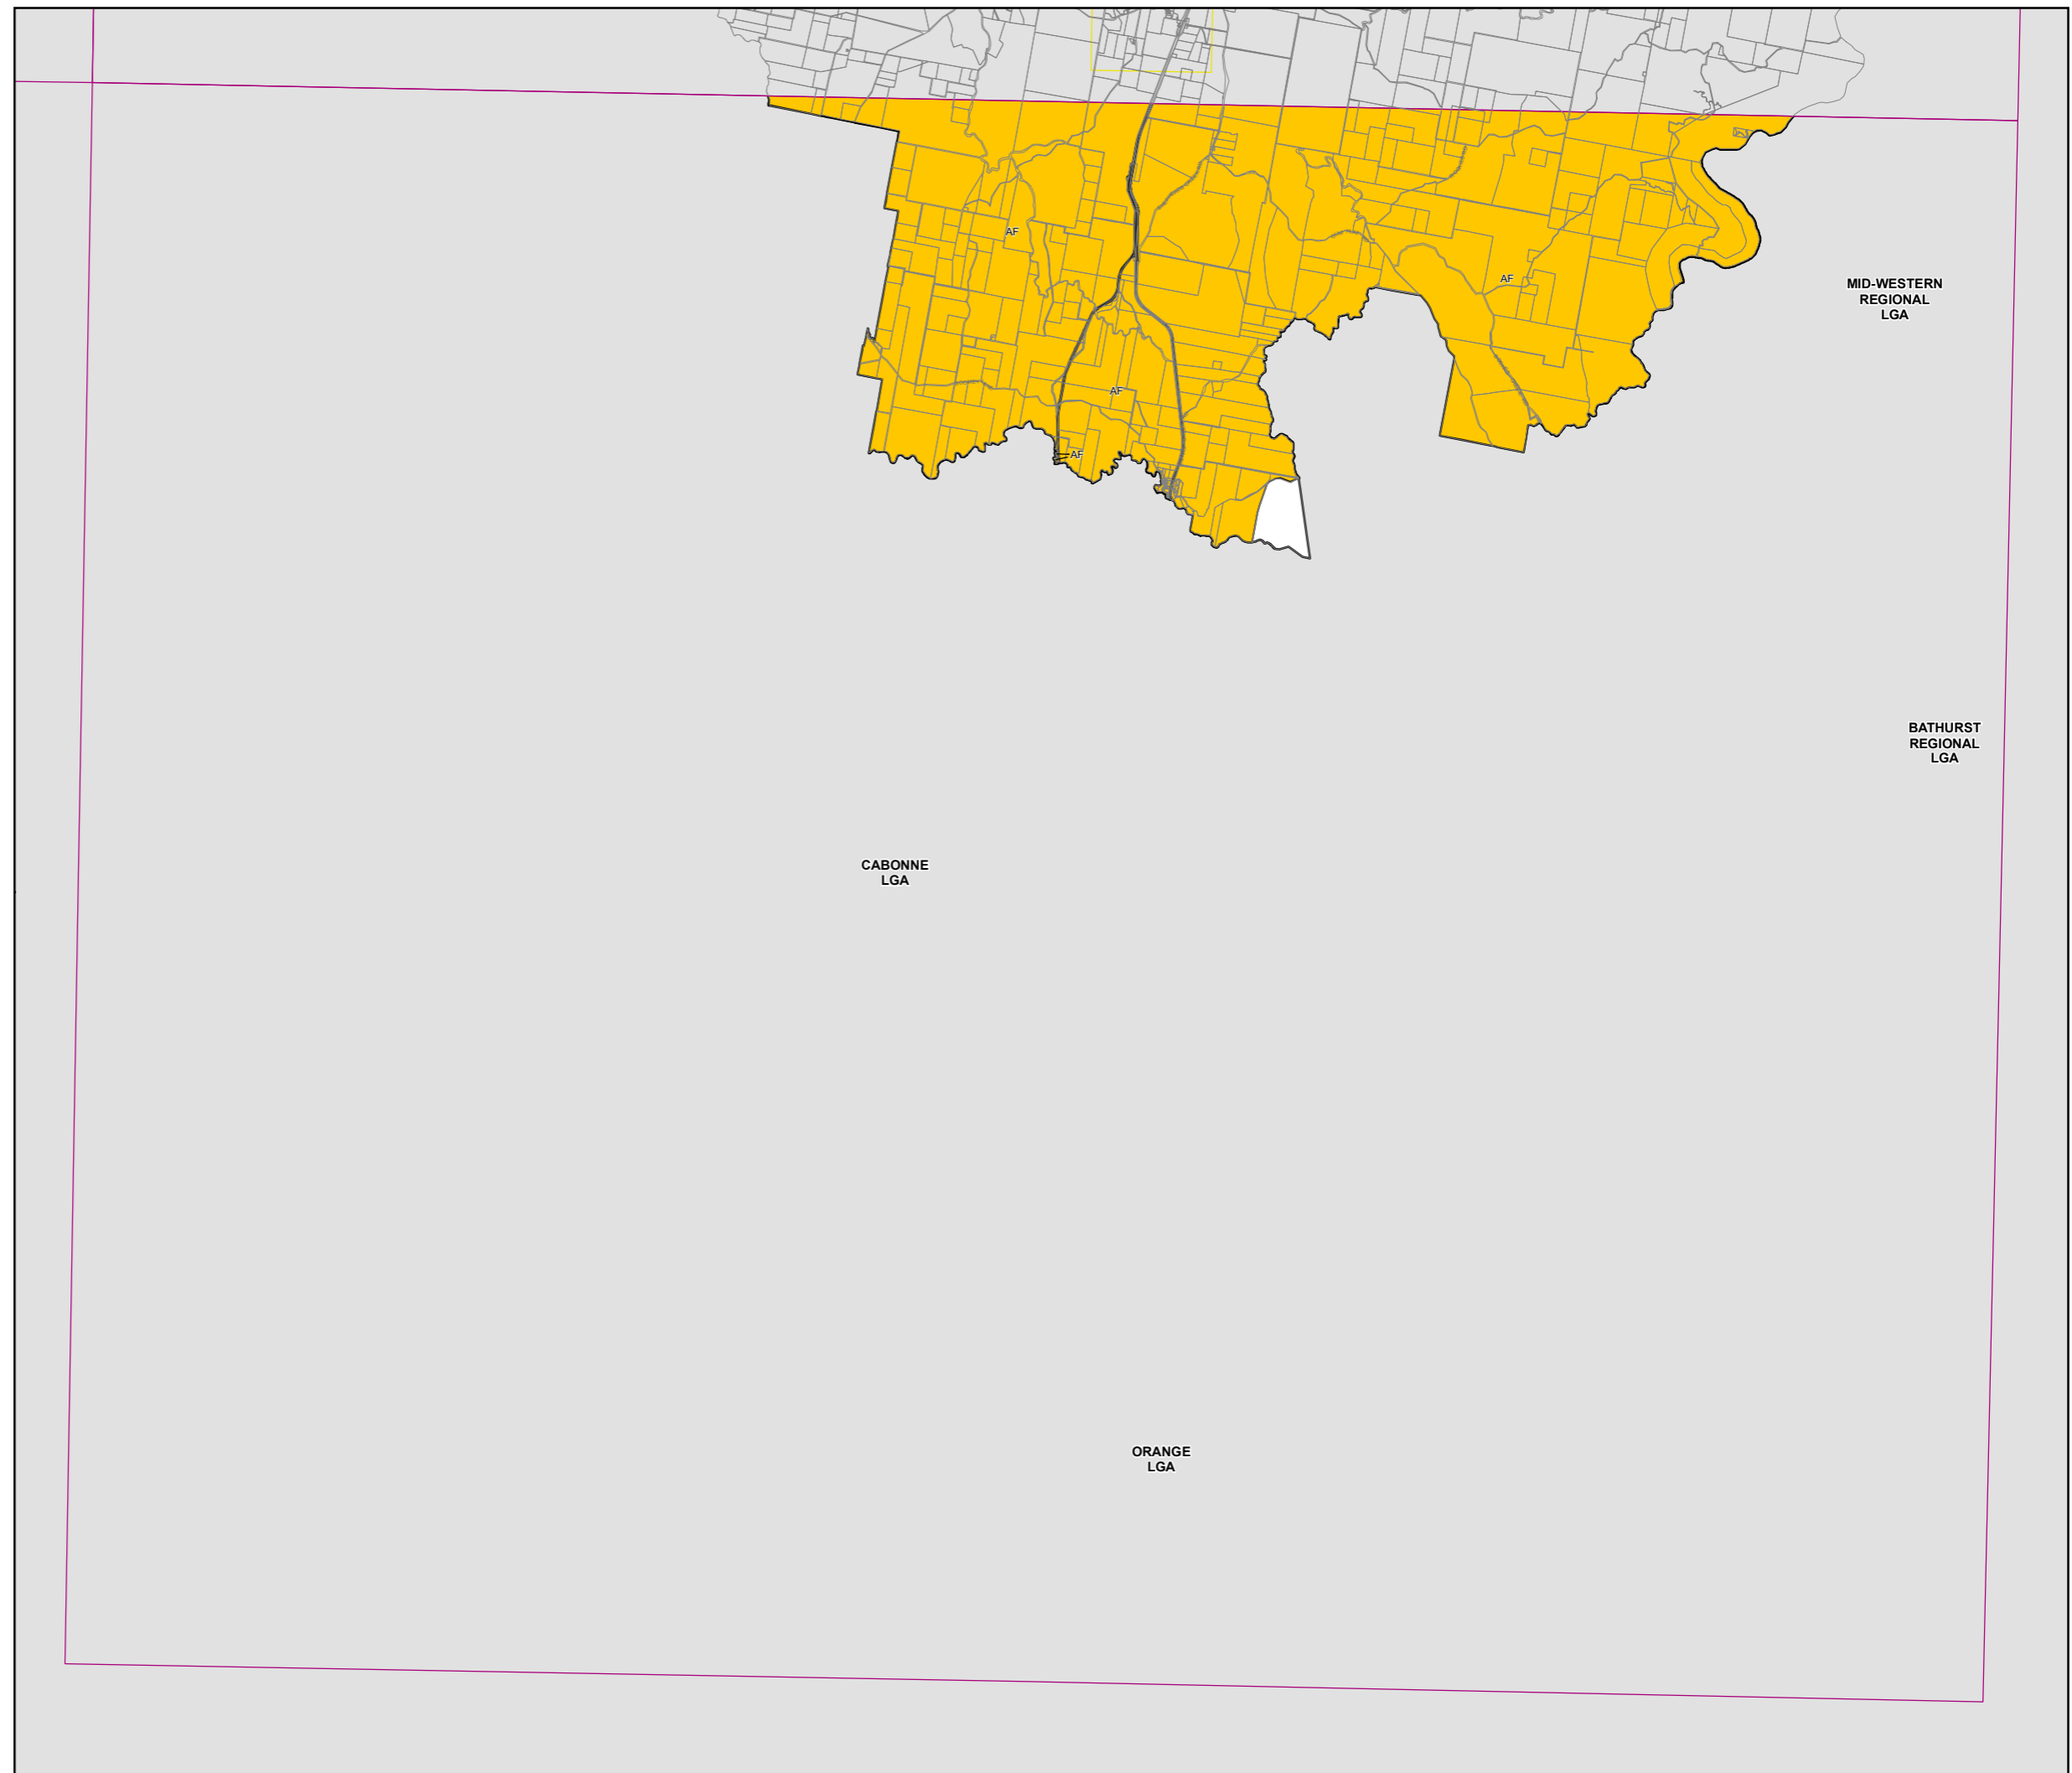 AF
AF
MID-WESTERN
REGIONAL
LGA
AF
AF
BATHURST
REGIONAL
LGA
CABONNE
LGA
ORANGE
LGA